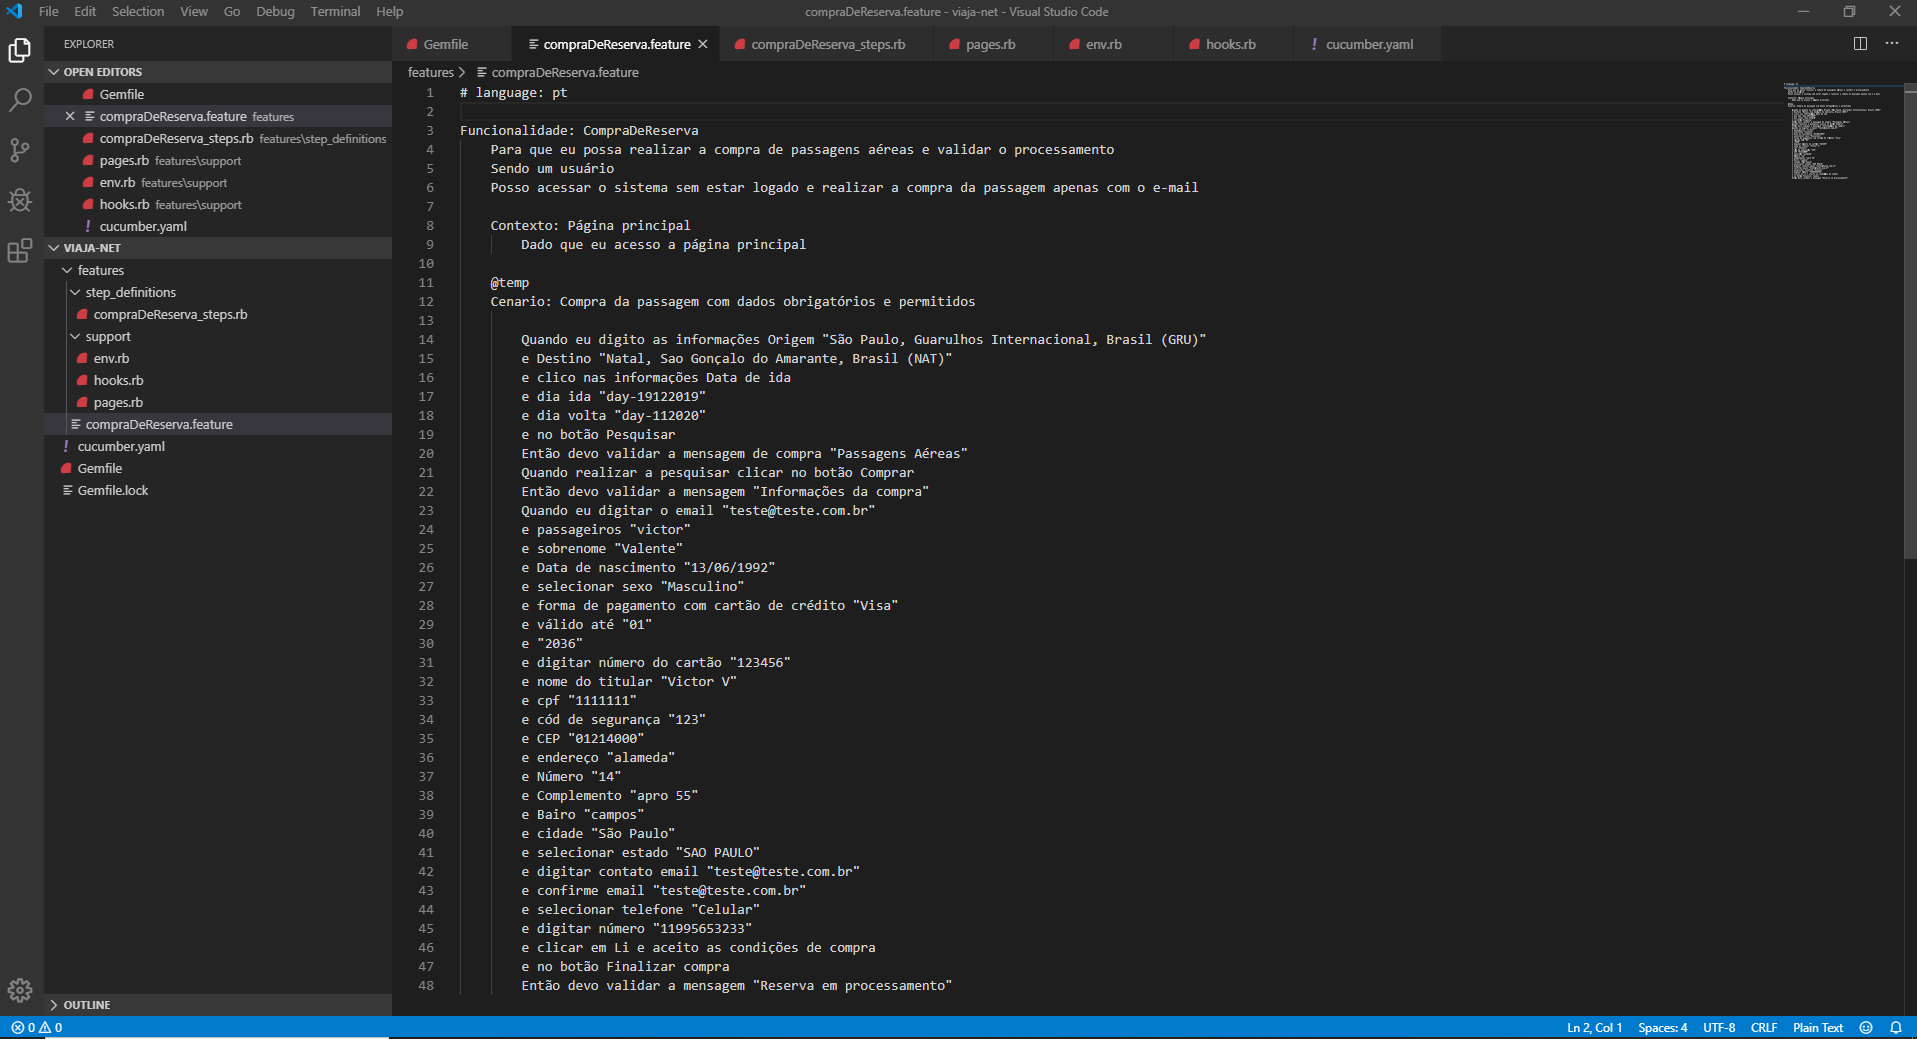 File Edit Selection View Go Debug Terminal Help
compraDeReserva.feature - viaja-net - Visual Studio Code
EXPLORER
OPEN EDITORS
Gemfile
compraDeReserva.feature features
compraDeReserva_steps.rb features\step_definitions
pages.rb features\support
env.rb features\support
hooks.rb features\support
! cucumber.yaml
VIAJA-NET
features
step_definitions
compraDeReserva_steps.rb
support
env.rb
hooks.rb
pages.rb
compraDeReserva.feature
! cucumber.yaml
Gemfile
Gemfile.lock
OUTLINE
Gemfile
compraDeReserva.feature
compraDeReserva_steps.rb
pages.rb
env.rb
hooks.rb
! cucumber.yaml
features > compraDeReserva.feature
1 # language: pt
2
3 Funcionalidade: CompraDeReserva
4 Para que eu possa realizar a compra de passagens aéreas e validar o processamento
5 Sendo um usuário
6 Posso acessar o sistema sem estar logado e realizar a compra da passagem apenas com o e-mail
7
8 Contexto: Página principal
9 Dado que eu acesso a página principal
10
11 @temp
12 Cenario: Compra da passagem com dados obrigatórios e permitidos
13
14 Quando eu digito as informações Origem "São Paulo, Guarulhos Internacional, Brasil (GRU)"
15 e Destino "Natal, Sao Gonçalo do Amarante, Brasil (NAT)"
16 e clico nas informações Data de ida
17 e dia ida "day-19122019"
18 e dia volta "day-112020"
19 e no botão Pesquisar
20 Então devo validar a mensagem de compra "Passagens Aéreas"
21 Quando realizar a pesquisar clicar no botão Comprar
22 Então devo validar a mensagem "Informações da compra"
23 Quando eu digitar o email "teste@teste.com.br"
24 e passageiros "victor"
25 e sobrenome "Valente"
26 e Data de nascimento "13/06/1992"
27 e selecionar sexo "Masculino"
28 e forma de pagamento com cartão de crédito "Visa"
29 e válido até "01"
30 e "2036"
31 e digitar número do cartão "123456"
32 e nome do titular "Victor V"
33 e cpf "1111111"
34 e cód de segurança "123"
35 e CEP "01214000"
36 e endereço "alameda"
37 e Número "14"
38 e Complemento "apro 55"
39 e Bairo "campos"
40 e cidade "São Paulo"
41 e selecionar estado "SAO PAULO"
42 e digitar contato email "teste@teste.com.br"
43 e confirme email "teste@teste.com.br"
44 e selecionar telefone "Celular"
45 e digitar número "11995653233"
46 e clicar em Li e aceito as condições de compra
47 e no botão Finalizar compra
48 Então devo validar a mensagem "Reserva em processamento"
0 0
Ln 2, Col 1 Spaces: 4 UTF-8 CRLF Plain Text